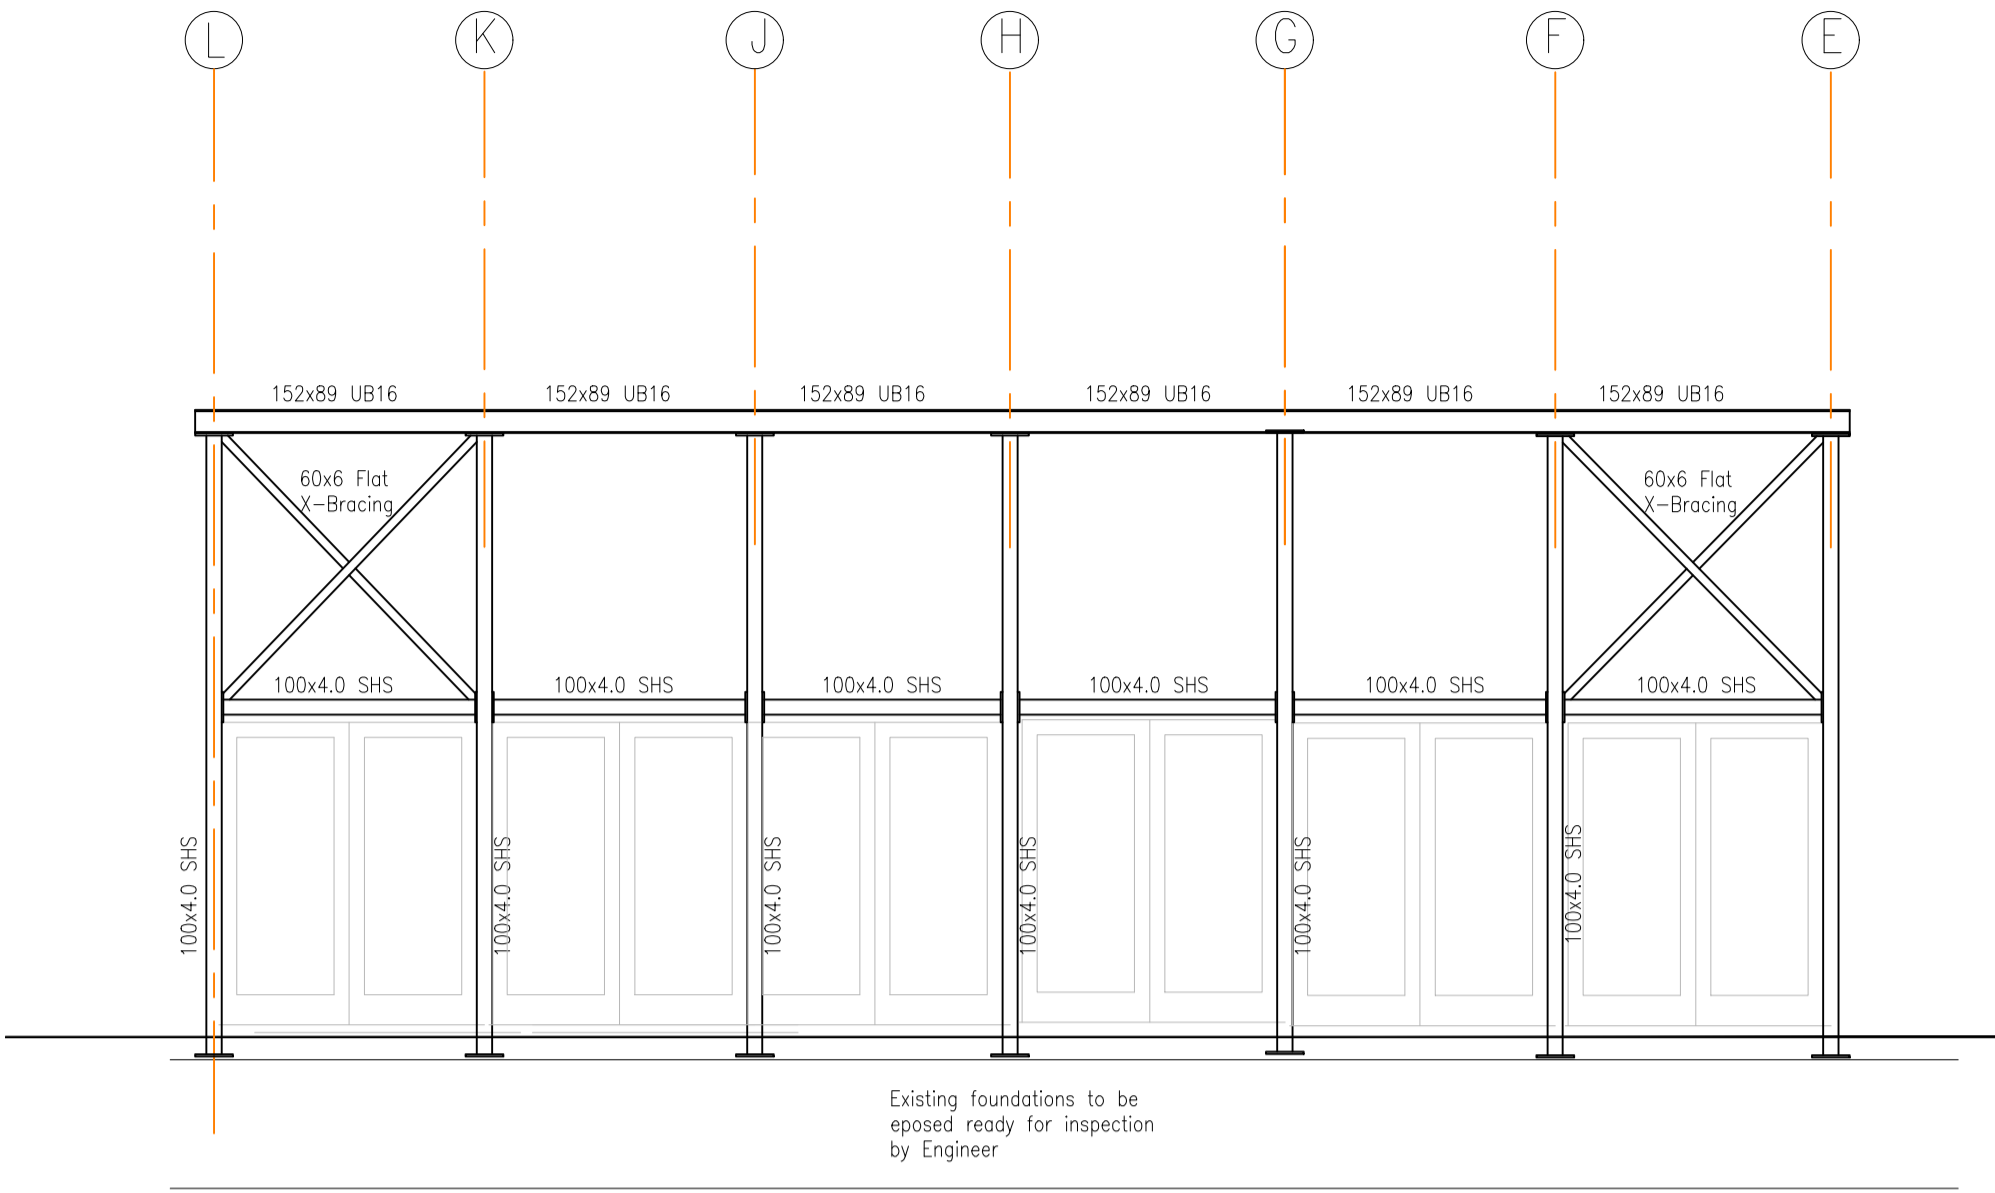 L K J H G F E
152x89 UB16 152x89 UB16 152x89 UB16 152x89 UB16 152x89 UB16 152x89 UB16
60x6 Flat
X-Bracing
60x6 Flat
X-Bracing
100x4.0 SHS 100x4.0 SHS 100x4.0 SHS 100x4.0 SHS 100x4.0 SHS 100x4.0 SHS
100x4.0 SHS
100x4.0 SHS
100x4.0 SHS
100x4.0 SHS
100x4.0 SHS
100x4.0 SHS
Existing foundations to be
eposed ready for inspection
by Engineer